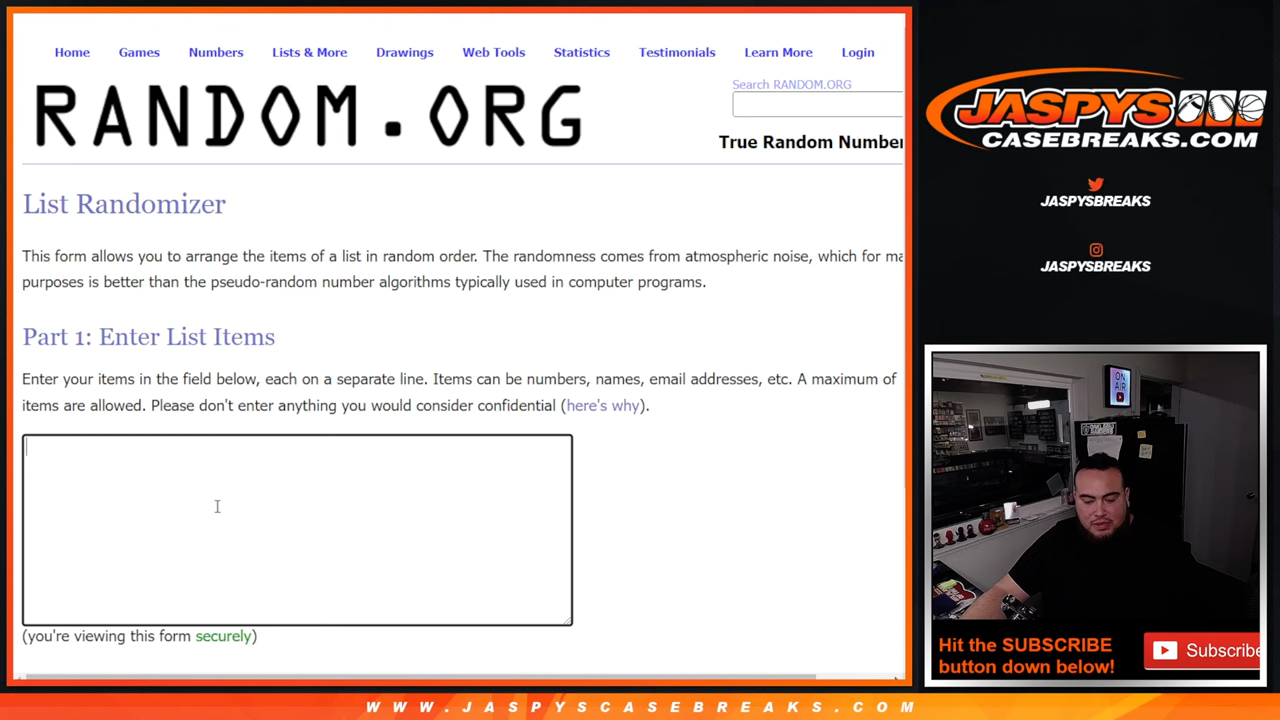 Home Games Numbers Lists & More Drawings Web Tools Statistics Testimonials Learn More Login
RANDOM.ORG
Search RANDOM.ORG
True Random Number
List Randomizer
This form allows you to arrange the items of a list in random order. The randomness comes from atmospheric noise, which for ma
purposes is better than the pseudo-random number algorithms typically used in computer programs.
Part 1: Enter List Items
Enter your items in the field below, each on a separate line. Items can be numbers, names, email addresses, etc. A maximum of
items are allowed. Please don't enter anything you would consider confidential (here's why).
(you're viewing this form securely)
JASPYS
CASEBREAKS.COM
JASPYSBREAKS
JASPYSBREAKS
ON
AIR
Hit the SUBSCRIBE
button down below!
Subscribe
WWW.JASPYSCASEBREAKS.COM